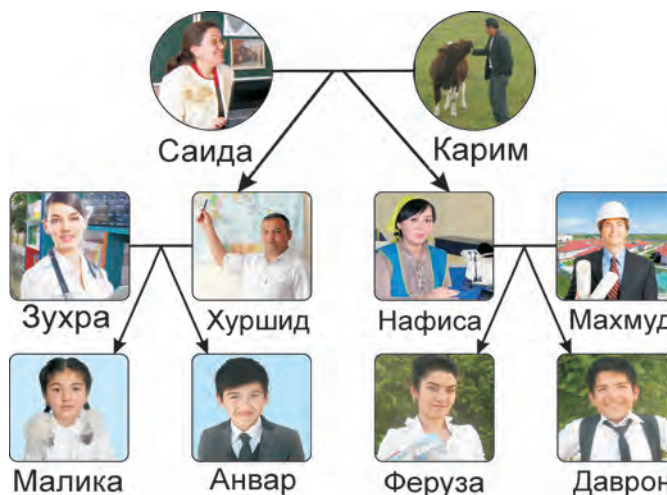 Саида Карим
Зухра Хуршид Нафиса Махмуд
Малика Анвар Феруза Даврон